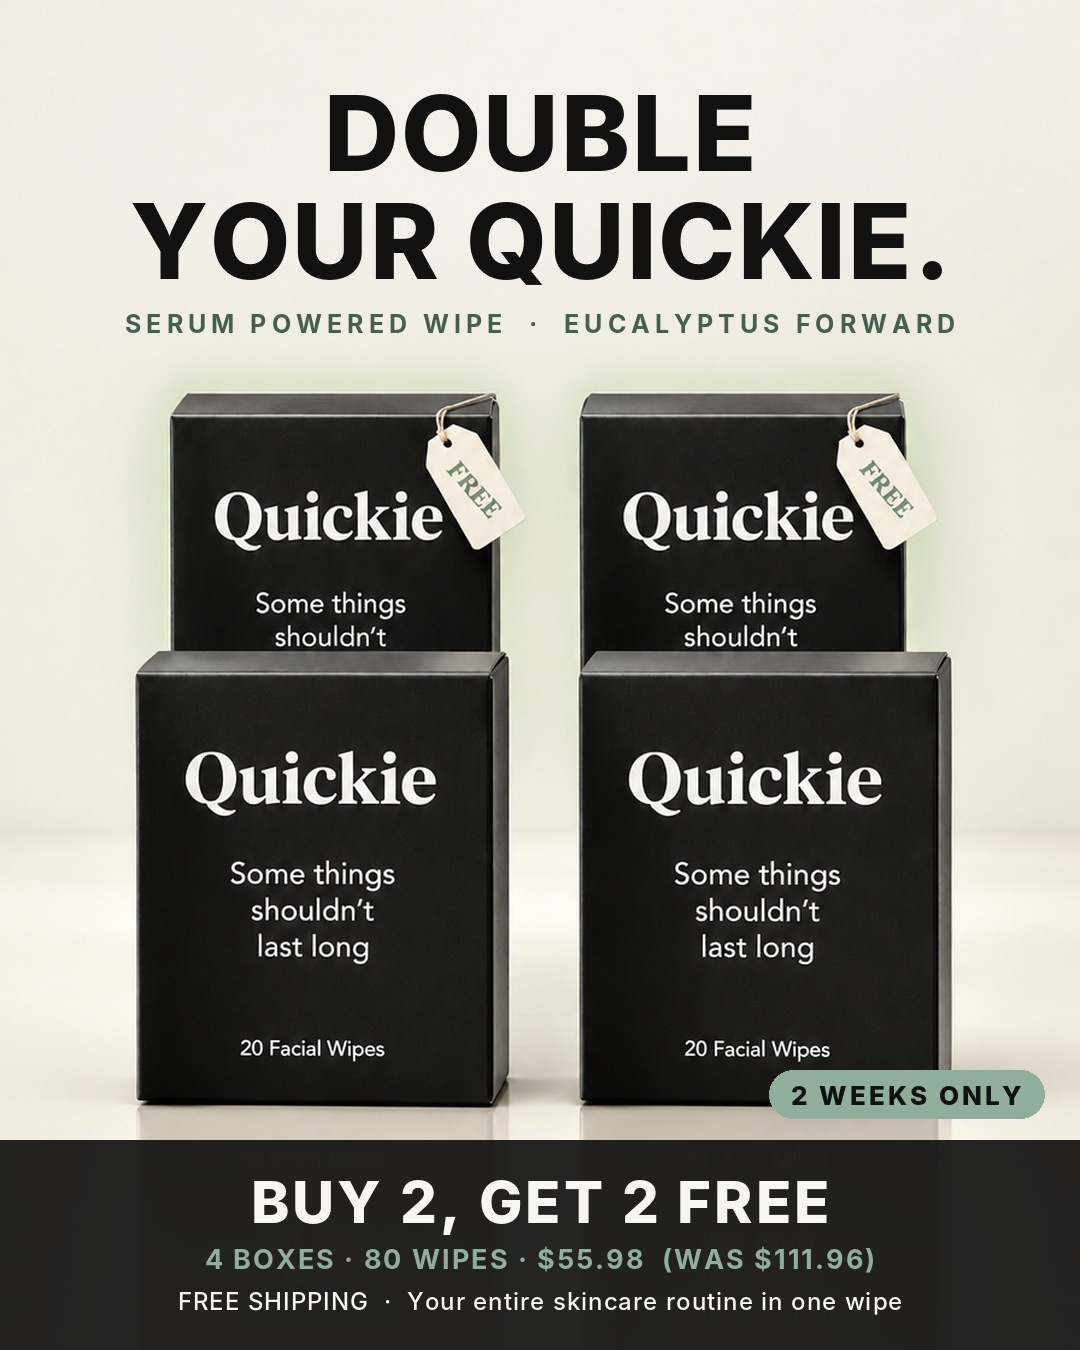 DOUBLE
YOUR QUICKIE.
SERUM POWERED WIPE · EUCALYPTUS FORWARD
FREE
FREE
Quickie
Quickie
Some things
shouldn’t
Some things
shouldn’t
Quickie
Some things
shouldn’t
last long
20 Facial Wipes
Quickie
Some things
shouldn’t
last long
20 Facial Wipes
2 WEEKS ONLY
BUY 2, GET 2 FREE
4 BOXES · 80 WIPES · $55.98 (WAS $111.96)
FREE SHIPPING · Your entire skincare routine in one wipe